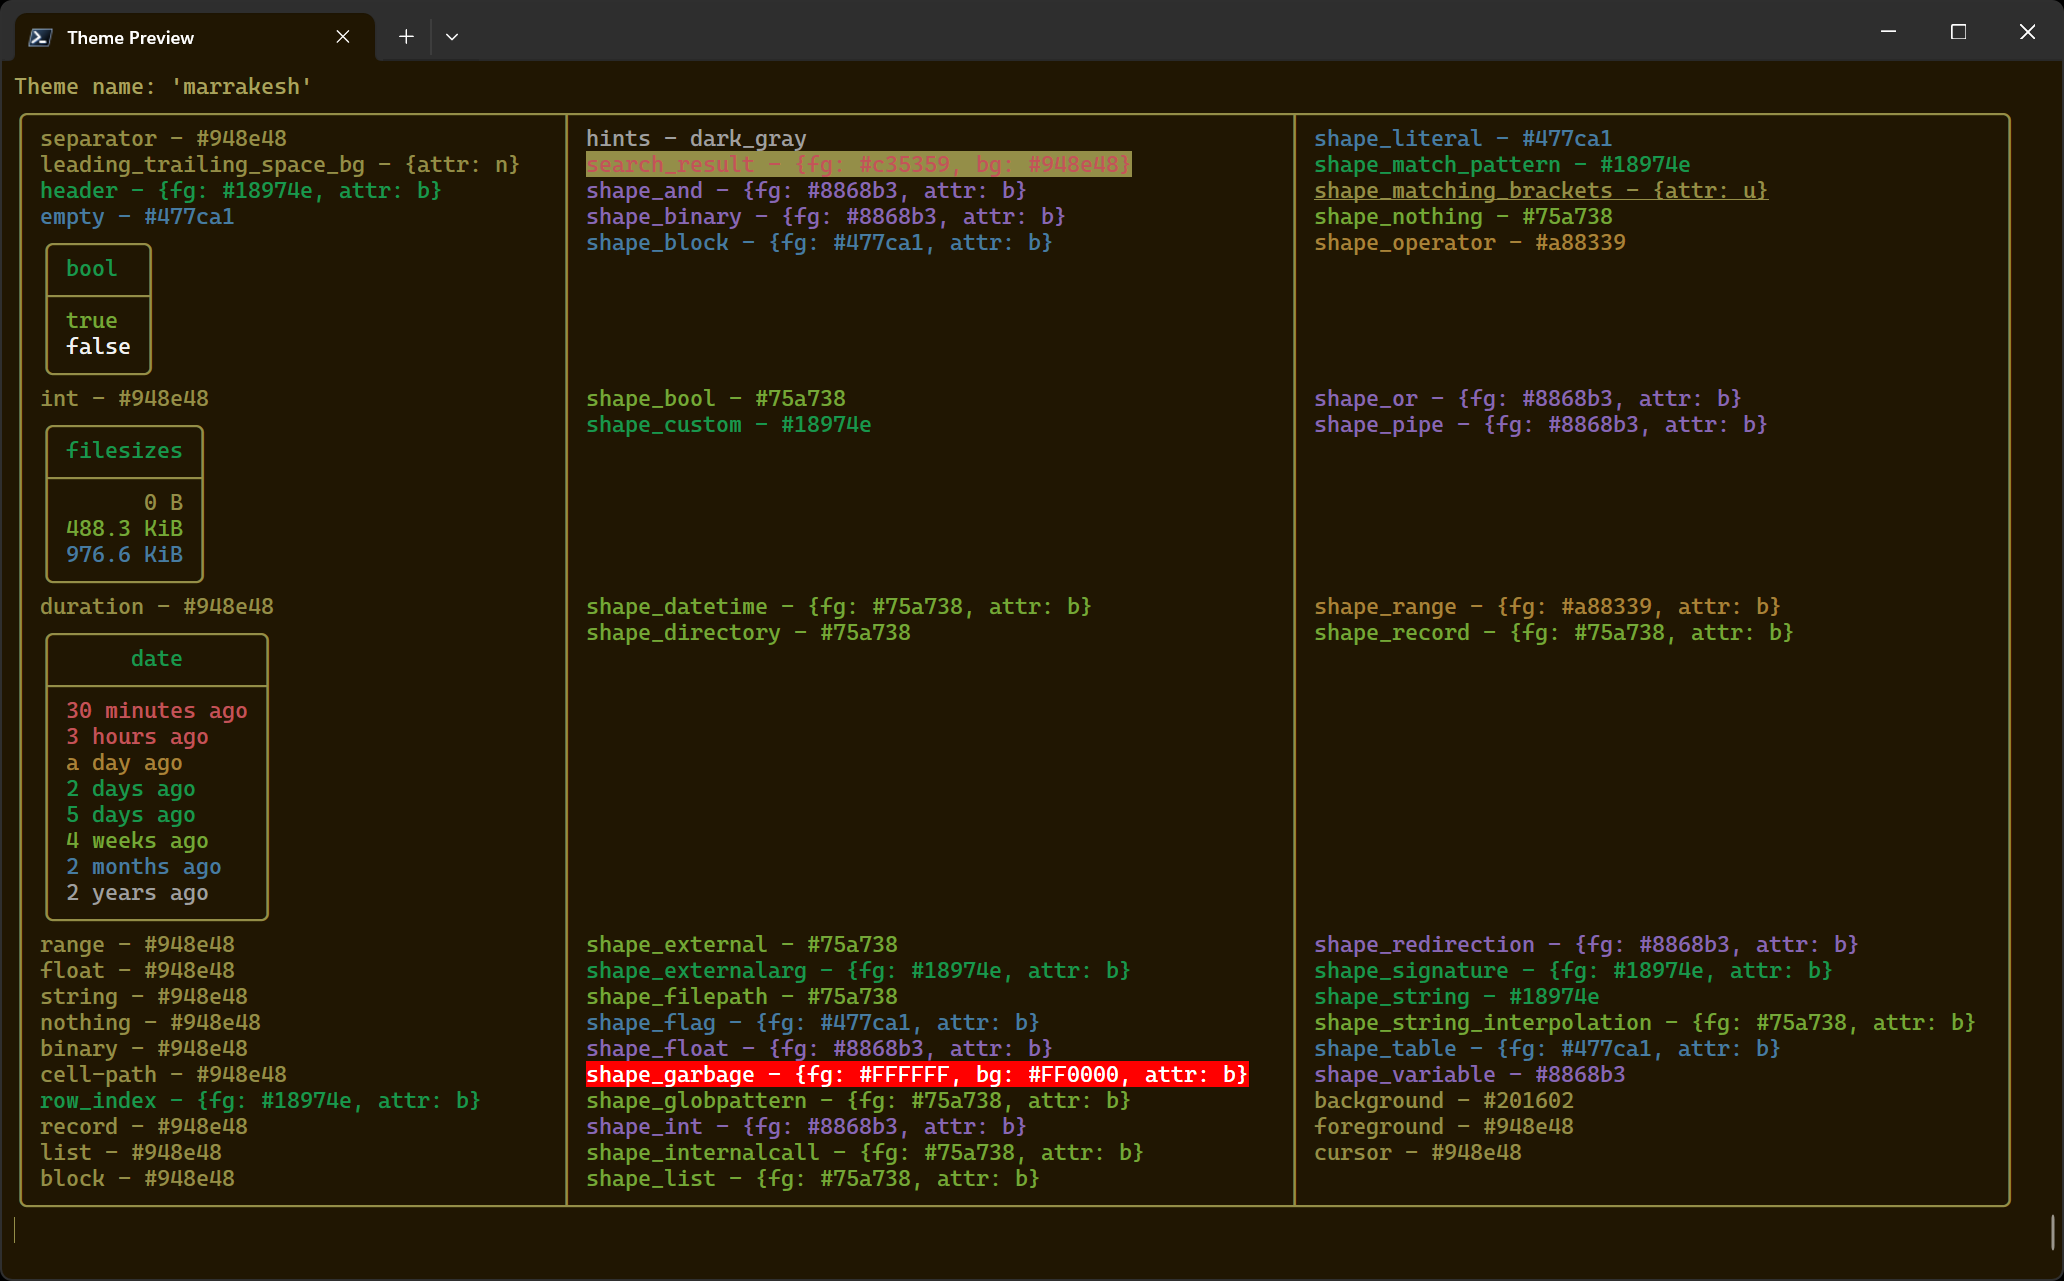 Theme Preview
Theme name: 'marrakesh'
separator - #948e48
leading_trailing_space_bg - {attr: n}
header - {fg: #18974e, attr: b}
empty - #477ca1
bool
true
false
int - #948e48
filesizes
0 B
488.3 KiB
976.6 KiB
duration - #948e48
date
30 minutes ago
3 hours ago
a day ago
2 days ago
5 days ago
4 weeks ago
2 months ago
2 years ago
range - #948e48
float - #948e48
string - #948e48
nothing - #948e48
binary - #948e48
cell-path - #948e48
row_index - {fg: #18974e, attr: b}
record - #948e48
list - #948e48
block - #948e48
hints - dark_gray
search_result - {fg: #c35359, bg: #948e48}
shape_and - {fg: #8868b3, attr: b}
shape_binary - {fg: #8868b3, attr: b}
shape_block - {fg: #477ca1, attr: b}
shape_bool - #75a738
shape_custom - #18974e
shape_datetime - {fg: #75a738, attr: b}
shape_directory - #75a738
shape_external - #75a738
shape_externalarg - {fg: #18974e, attr: b}
shape_filepath - #75a738
shape_flag - {fg: #477ca1, attr: b}
shape_float - {fg: #8868b3, attr: b}
shape_garbage - {fg: #FFFFFF, bg: #FF0000, attr: b}
shape_globpattern - {fg: #75a738, attr: b}
shape_int - {fg: #8868b3, attr: b}
shape_internalcall - {fg: #75a738, attr: b}
shape_list - {fg: #75a738, attr: b}
shape_literal - #477ca1
shape_match_pattern - #18974e
shape_matching_brackets - {attr: u}
shape_nothing - #75a738
shape_operator - #a88339
shape_or - {fg: #8868b3, attr: b}
shape_pipe - {fg: #8868b3, attr: b}
shape_range - {fg: #a88339, attr: b}
shape_record - {fg: #75a738, attr: b}
shape_redirection - {fg: #8868b3, attr: b}
shape_signature - {fg: #18974e, attr: b}
shape_string - #18974e
shape_string_interpolation - {fg: #75a738, attr: b}
shape_table - {fg: #477ca1, attr: b}
shape_variable - #8868b3
background - #201602
foreground - #948e48
cursor - #948e48